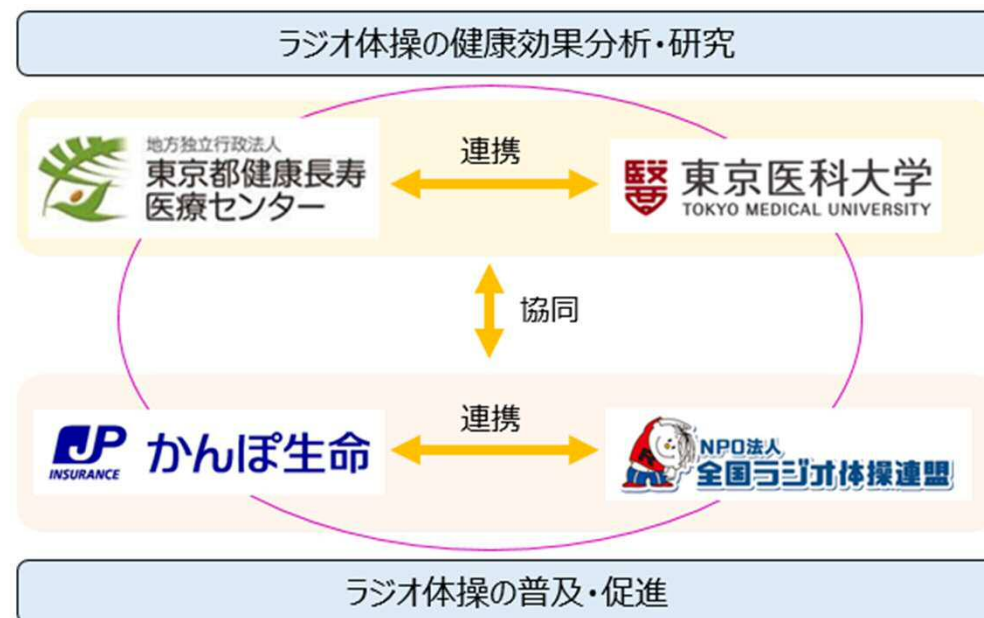 ラジオ体操の健康効果分析・研究
地方独立行政法人
東京都健康長寿
医療センター
連携
東京医科大学
TOKYO MEDICAL UNIVERSITY
協同
JP
INSURANCE
かんぽ生命
連携
NPO法人
全国ラジオ体操連盟
ラジオ体操の普及・促進